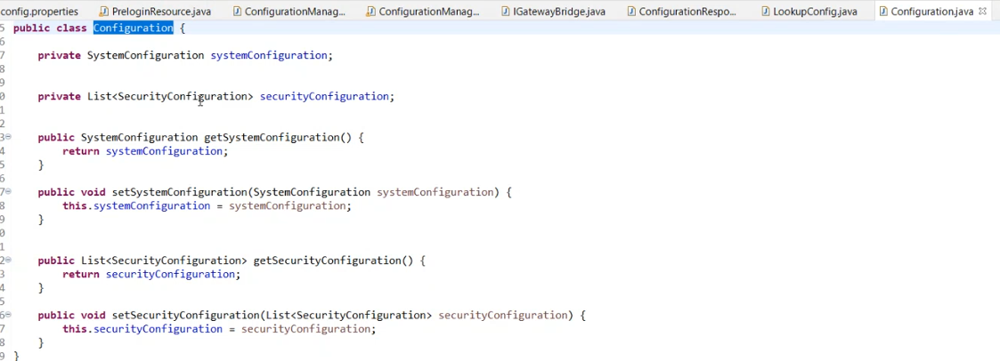 config.properties PreloginResource.java ConfigurationManag... ConfigurationManag... IGatewayBridge.java ConfigurationRespo... LookupConfig.java Configuration.java
5 public class Configuration {
6
7 private SystemConfiguration systemConfiguration;
8
9
0 private List<SecurityConfiguration> securityConfiguration;
1
2
3 public SystemConfiguration getSystemConfiguration() {
4 return systemConfiguration;
5 }
6
7 public void setSystemConfiguration(SystemConfiguration systemConfiguration) {
8 this.systemConfiguration = systemConfiguration;
9 }
0
1
2 public List<SecurityConfiguration> getSecurityConfiguration() {
3 return securityConfiguration;
4 }
5
6 public void setSecurityConfiguration(List<SecurityConfiguration> securityConfiguration) {
7 this.securityConfiguration = securityConfiguration;
8 }
9 }